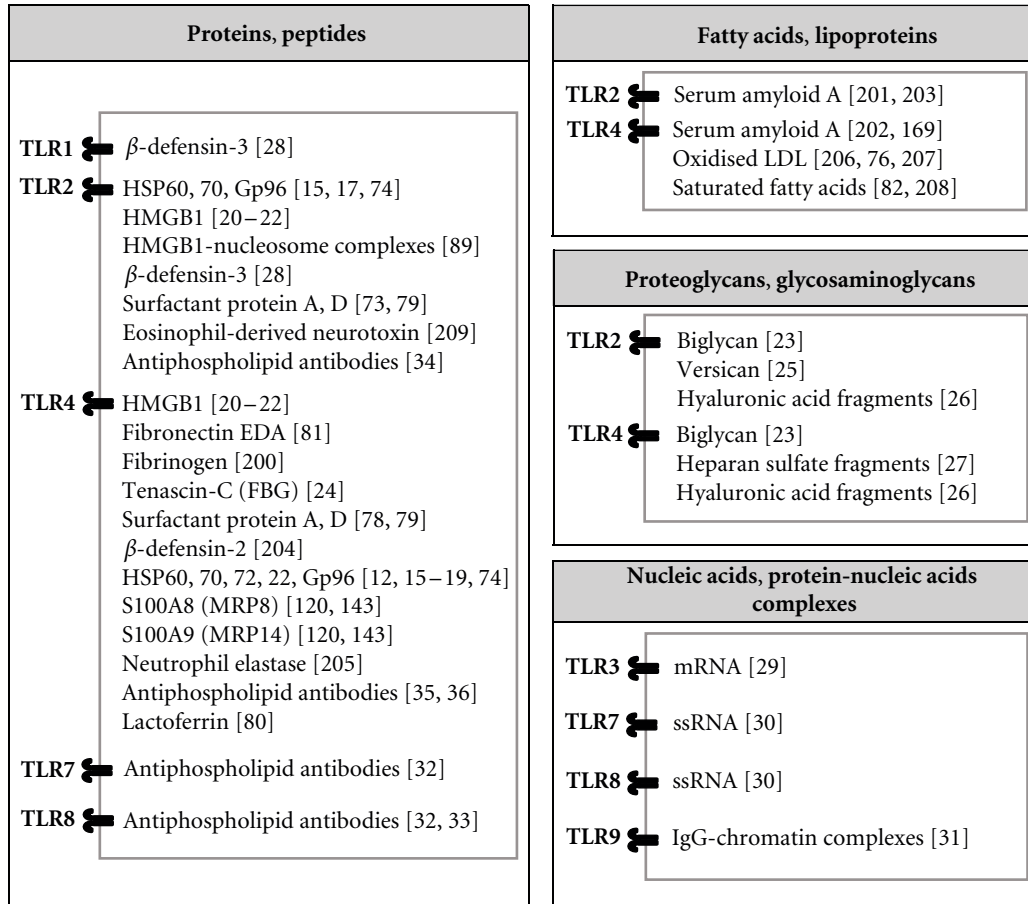 Proteins, peptides
TLR1 β-defensin-3 [28]
TLR2 HSP60, 70, Gp96 [15, 17, 74]
HMGB1 [20–22]
HMGB1-nucleosome complexes [89]
β-defensin-3 [28]
Surfactant protein A, D [73, 79]
Eosinophil-derived neurotoxin [209]
Antiphospholipid antibodies [34]
TLR4 HMGB1 [20–22]
Fibronectin EDA [81]
Fibrinogen [200]
Tenascin-C (FBG) [24]
Surfactant protein A, D [78, 79]
β-defensin-2 [204]
HSP60, 70, 72, 22, Gp96 [12, 15–19, 74]
S100A8 (MRP8) [120, 143]
S100A9 (MRP14) [120, 143]
Neutrophil elastase [205]
Antiphospholipid antibodies [35, 36]
Lactoferrin [80]
TLR7 Antiphospholipid antibodies [32]
TLR8 Antiphospholipid antibodies [32, 33]
Fatty acids, lipoproteins
TLR2 Serum amyloid A [201, 203]
TLR4 Serum amyloid A [202, 169]
Oxidised LDL [206, 76, 207]
Saturated fatty acids [82, 208]
Proteoglycans, glycosaminoglycans
TLR2 Biglycan [23]
Versican [25]
Hyaluronic acid fragments [26]
TLR4 Biglycan [23]
Heparan sulfate fragments [27]
Hyaluronic acid fragments [26]
Nucleic acids, protein-nucleic acids
complexes
TLR3 mRNA [29]
TLR7 ssRNA [30]
TLR8 ssRNA [30]
TLR9 IgG-chromatin complexes [31]